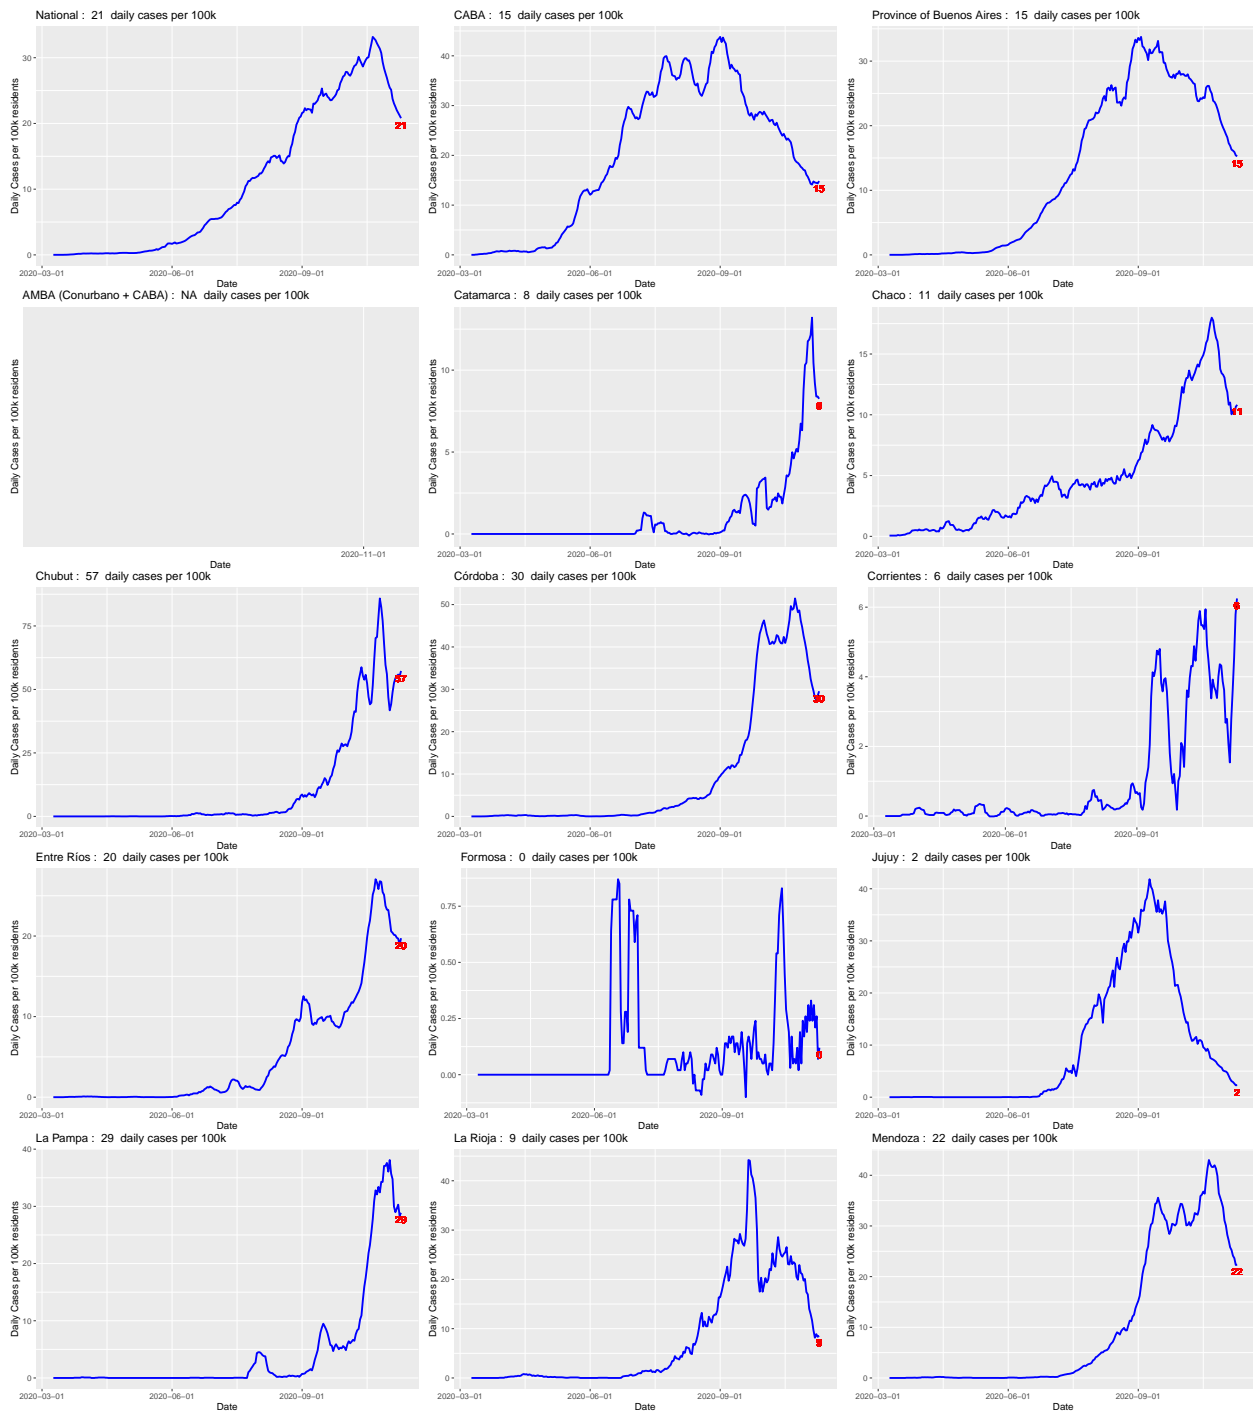 National :  21  daily cases per 100k
Daily Cases per 100k residents
30
20
10
0
21
2020−03−01
2020−06−01
2020−09−01
Date
CABA :  15  daily cases per 100k
Daily Cases per 100k residents
40
30
20
10
0
15
2020−03−01
2020−06−01
2020−09−01
Date
Province of Buenos Aires :  15  daily cases per 100k
Daily Cases per 100k residents
30
20
10
0
15
2020−03−01
2020−06−01
2020−09−01
Date
AMBA (Conurbano + CABA) :  NA  daily cases per 100k
Daily Cases per 100k residents
2020−11−01
Date
Catamarca :  8  daily cases per 100k
Daily Cases per 100k residents
10
5
0
8
2020−03−01
2020−06−01
2020−09−01
Date
Chaco :  11  daily cases per 100k
Daily Cases per 100k residents
15
10
5
0
11
2020−03−01
2020−06−01
2020−09−01
Date
Chubut :  57  daily cases per 100k
Daily Cases per 100k residents
75
50
25
0
57
2020−03−01
2020−06−01
2020−09−01
Date
Córdoba :  30  daily cases per 100k
Daily Cases per 100k residents
50
40
30
20
10
0
30
2020−03−01
2020−06−01
2020−09−01
Date
Corrientes :  6  daily cases per 100k
Daily Cases per 100k residents
6
4
2
0
6
2020−03−01
2020−06−01
2020−09−01
Date
Entre Ríos :  20  daily cases per 100k
Daily Cases per 100k residents
20
10
0
20
2020−03−01
2020−06−01
2020−09−01
Date
Formosa :  0  daily cases per 100k
Daily Cases per 100k residents
0.75
0.50
0.25
0.00
0
2020−03−01
2020−06−01
2020−09−01
Date
Jujuy :  2  daily cases per 100k
Daily Cases per 100k residents
40
30
20
10
0
2
2020−03−01
2020−06−01
2020−09−01
Date
La Pampa :  29  daily cases per 100k
Daily Cases per 100k residents
40
30
20
10
0
29
2020−03−01
2020−06−01
2020−09−01
Date
La Rioja :  9  daily cases per 100k
Daily Cases per 100k residents
40
30
20
10
0
9
2020−03−01
2020−06−01
2020−09−01
Date
Mendoza :  22  daily cases per 100k
Daily Cases per 100k residents
40
30
20
10
0
22
2020−03−01
2020−06−01
2020−09−01
Date